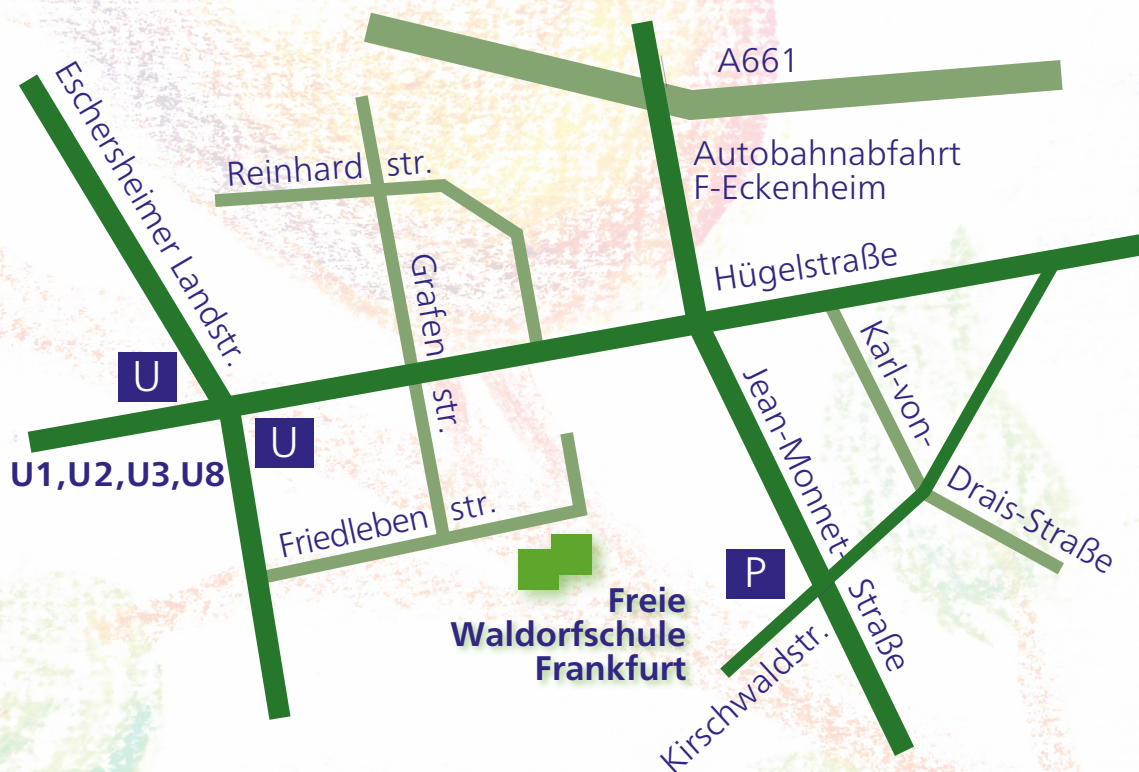 A661
Eschersheimer Landstr.
Autobahnabfahrt
F-Eckenheim
Reinhard str.
Hügelstraße
Grafen str.
Karl-von-
Drais-Straße
U
U
U1,U2,U3,U8
Jean-Monnet-
Straße
Friedleben str.
P
Freie
Waldorfschule
Frankfurt
Kirschwaldstr.